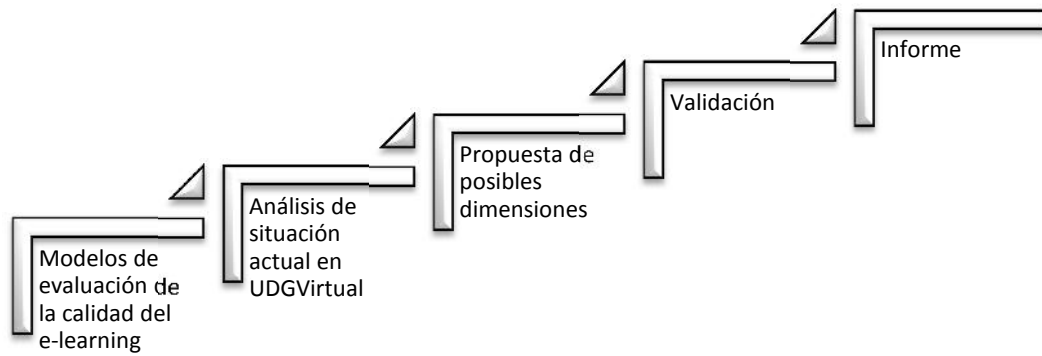 Modelos de
evaluación de
la calidad del
e-learning
Análisis de
situación
actual en
UDGVirtual
Propuesta de
posibles
dimensiones
Validación
Informe